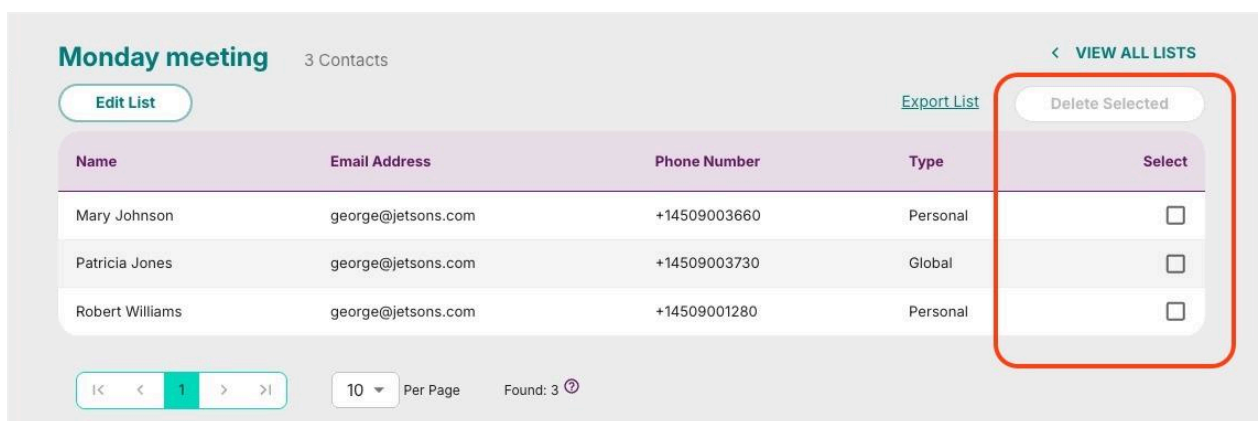 Monday meeting 3 Contacts < VIEW ALL LISTS
Edit List Export List Delete Selected
Name Email Address Phone Number Type Select
Mary Johnson george@jetsons.com +14509003660 Personal
Patricia Jones george@jetsons.com +14509003730 Global
Robert Williams george@jetsons.com +14509001280 Personal
1 10 Per Page Found: 3 ?